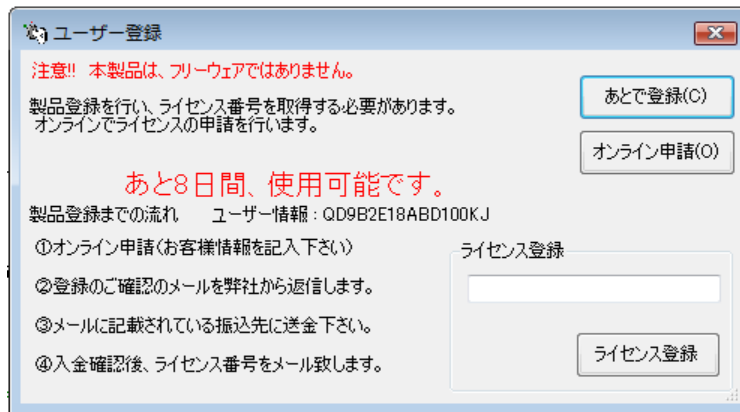 ユーザー登録
注意!! 本製品は、フリーウェアではありません。
あとで登録(C)
製品登録を行い、ライセンス番号を取得する必要があります。
オンラインでライセンスの申請を行います。
オンライン申請(O)
あと8日間、使用可能です。
製品登録までの流れ ユーザー情報：QD9B2E18ABD100KJ
①オンライン申請(お客様情報を記入下さい)
②登録のご確認のメールを弊社から返信します。
③メールに記載されている振込先に送金下さい。
④入金確認後、ライセンス番号をメール致します。
ライセンス登録
ライセンス登録